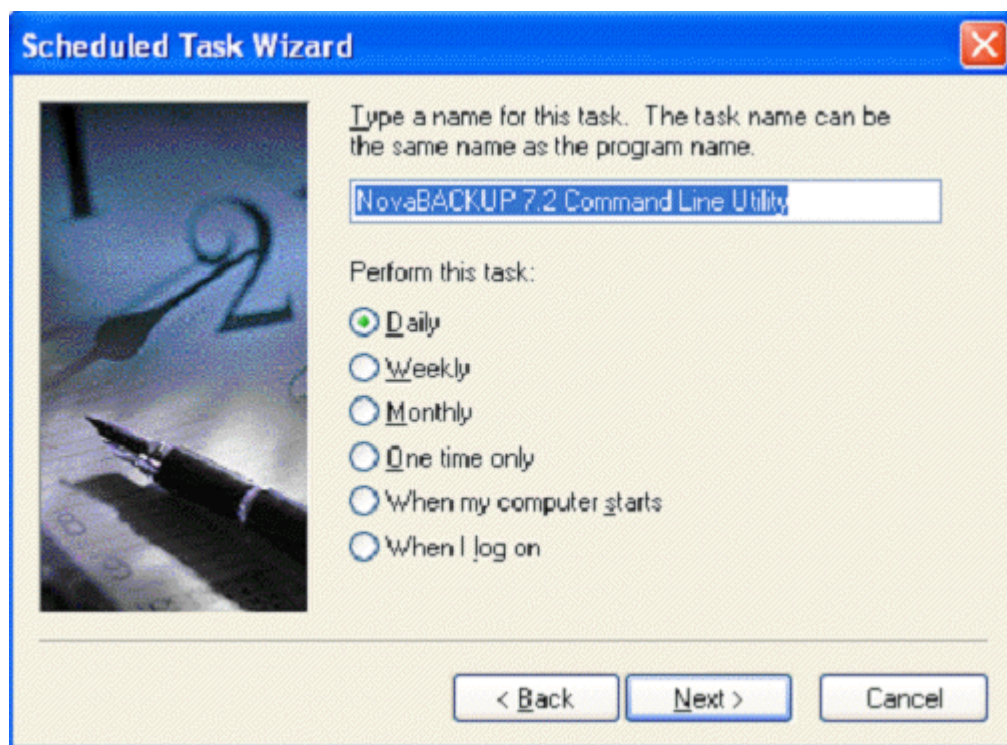 Scheduled Task Wizard
Type a name for this task. The task name can be
the same name as the program name.
NovaBACKUP 7.2 Command Line Utility
Perform this task:
Daily
Weekly
Monthly
One time only
When my computer starts
When I log on
< Back
Next >
Cancel